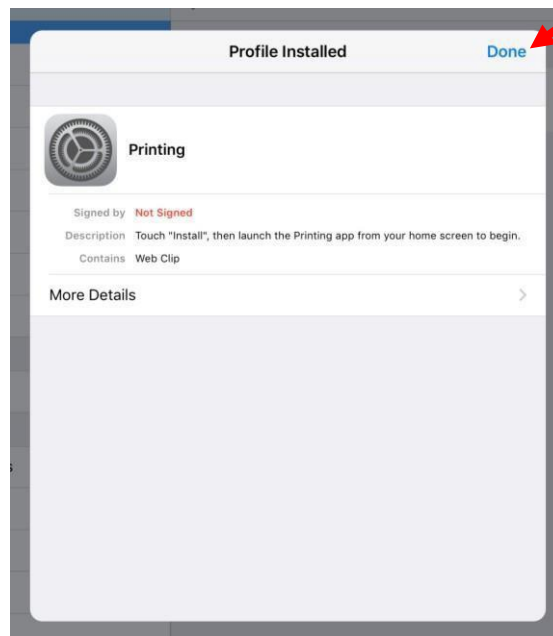 Profile Installed
Done
Printing
Signed by Not Signed
Description Touch "Install", then launch the Printing app from your home screen to begin.
Contains Web Clip
More Details
s